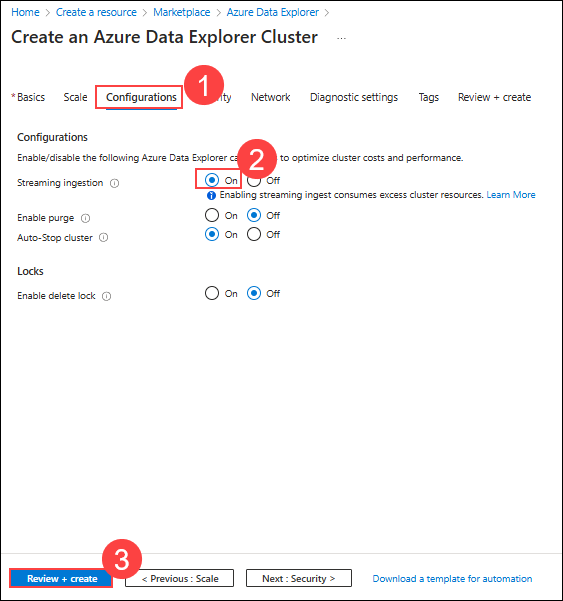 Home > Create a resource > Marketplace > Azure Data Explorer >
Create an Azure Data Explorer Cluster ...
1
*Basics Scale Configurations Network Diagnostic settings Tags Review + create
Configurations
2
Enable/disable the following Azure Data Explorer to optimize cluster costs and performance.
Streaming ingestion On Off
Enabling streaming ingest consumes excess cluster resources. Learn More
Enable purge On Off
Auto-Stop cluster On Off
Locks
Enable delete lock On Off
3
Review + create < Previous : Scale Next : Security > Download a template for automation